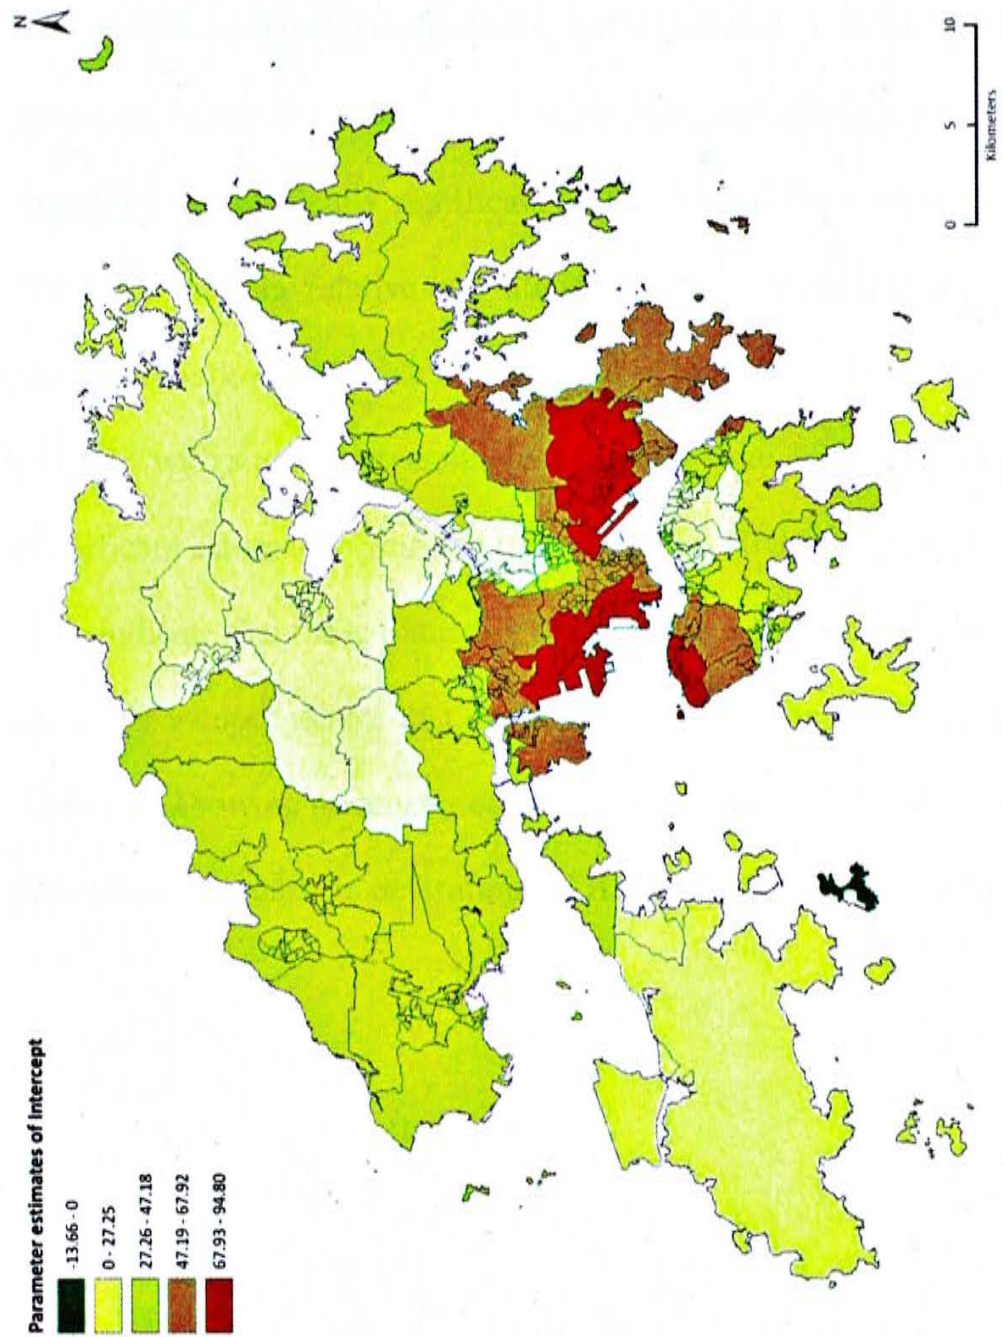 Parameter estimates of Intercept
-13.66 - 0
0 - 27.25
27.26 - 47.18
47.19 - 67.92
67.93 - 94.80
N
0 5 10
Kilometers